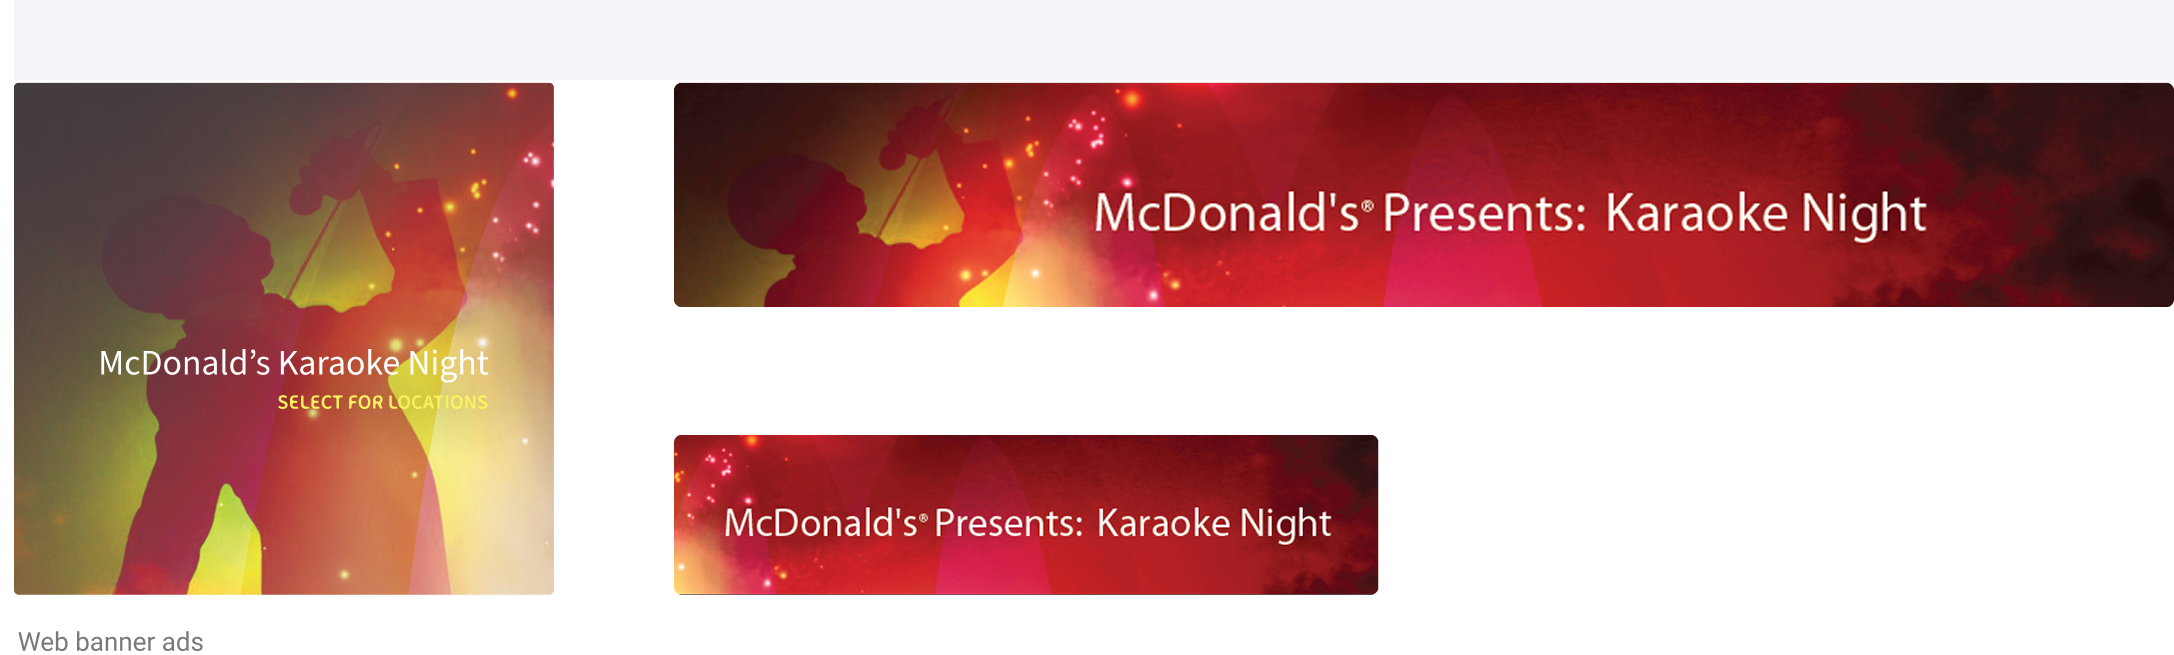 McDonald's® Presents: Karaoke Night
McDonald’s Karaoke Night
SELECT FOR LOCATIONS
McDonald's® Presents: Karaoke Night
Web banner ads